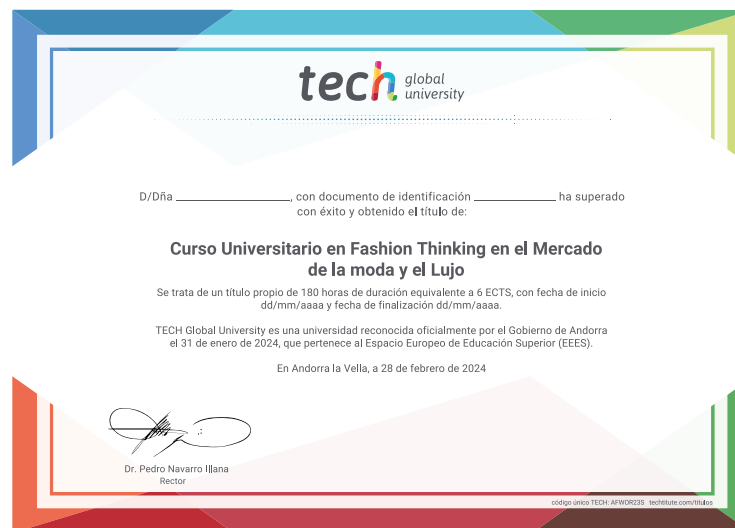 tech global
university
D/Dña ______________, con documento de identificación __________ ha superado
con éxito y obtenido el título de:
Curso Universitario en Fashion Thinking en el Mercado
de la moda y el Lujo
Se trata de un título propio de 180 horas de duración equivalente a 6 ECTS, con fecha de inicio
dd/mm/aaaa y fecha de finalización dd/mm/aaaa.
TECH Global University es una universidad reconocida oficialmente por el Gobierno de Andorra
el 31 de enero de 2024, que pertenece al Espacio Europeo de Educación Superior (EEES).
En Andorra la Vella, a 28 de febrero de 2024
Dr. Pedro Navarro Illana
Rector
código único TECH: AFWOR23S techtitute.com/títulos